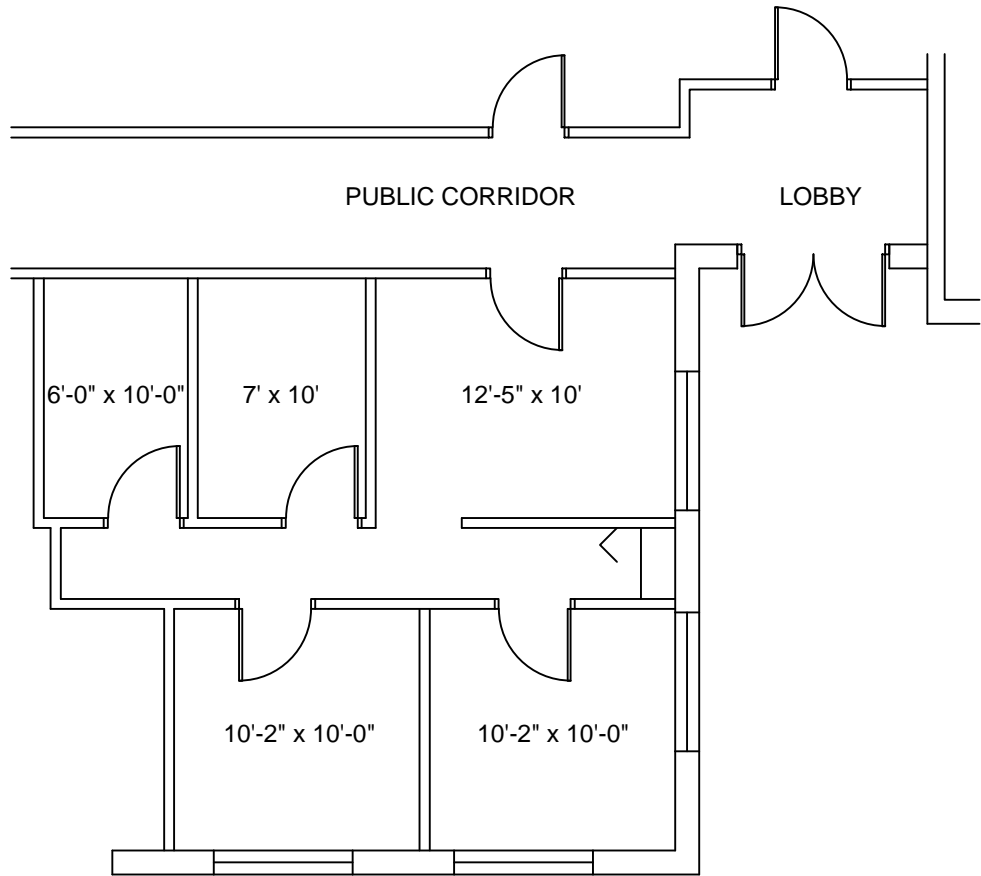 PUBLIC CORRIDOR
LOBBY
6'-0" x 10'-0"
7' x 10'
12'-5" x 10'
10'-2" x 10'-0"
10'-2" x 10'-0"